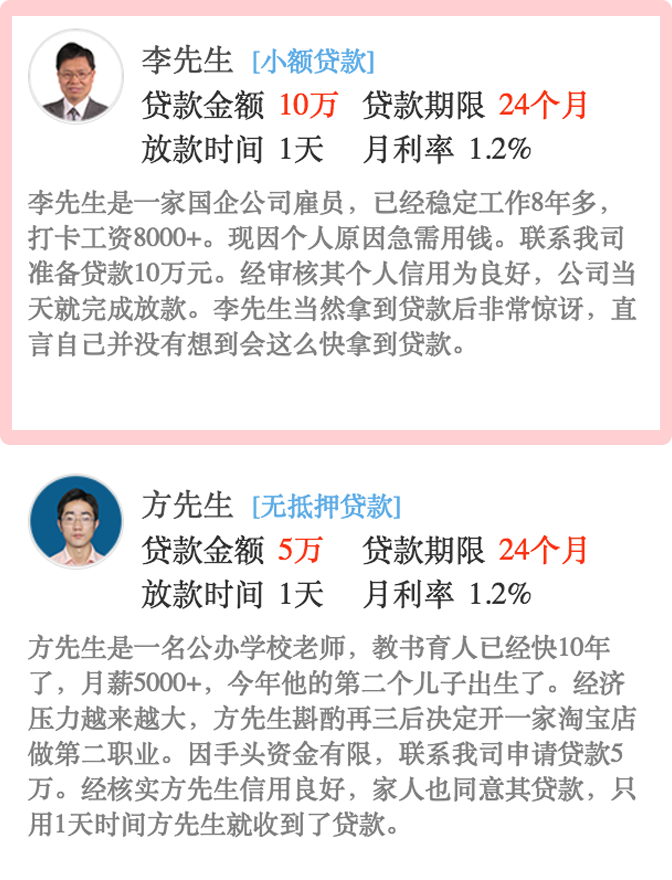 李先生 [小额贷款]
贷款金额 10万 贷款期限 24个月
放款时间 1天 月利率 1.2%
李先生是一家国企公司雇员，已经稳定工作8年多，
打卡工资8000+。现因个人原因急需用钱。联系我司
准备贷款10万元。经审核其个人信用为良好，公司当
天就完成放款。李先生当然拿到贷款后非常惊讶，直
言自己并没有想到会这么快拿到贷款。
方先生 [无抵押贷款]
贷款金额 5万 贷款期限 24个月
放款时间 1天 月利率 1.2%
方先生是一名公办学校老师，教书育人已经快10年
了，月薪5000+，今年他的第二个儿子出生了。经济
压力越来越大，方先生斟酌再三后决定开一家淘宝店
做第二职业。因手头资金有限，联系我司申请贷款5
万。经核实方先生信用良好，家人也同意其贷款，只
用1天时间方先生就收到了贷款。